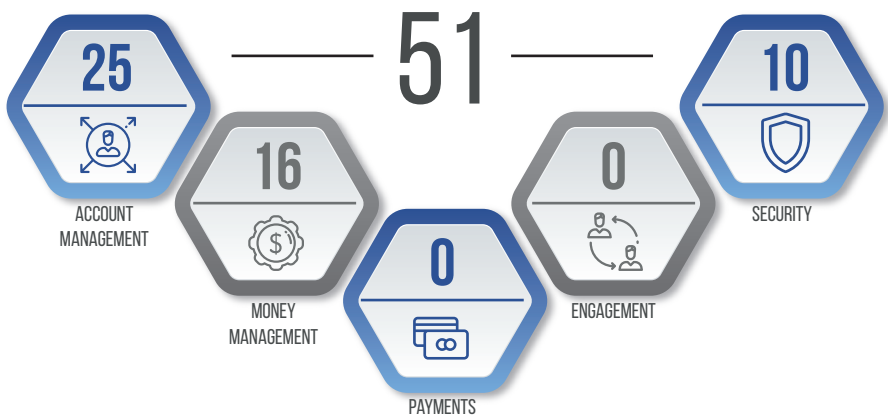 51
25
ACCOUNT
MANAGEMENT
16
$
MONEY
MANAGEMENT
0
PAYMENTS
0
ENGAGEMENT
10
SECURITY